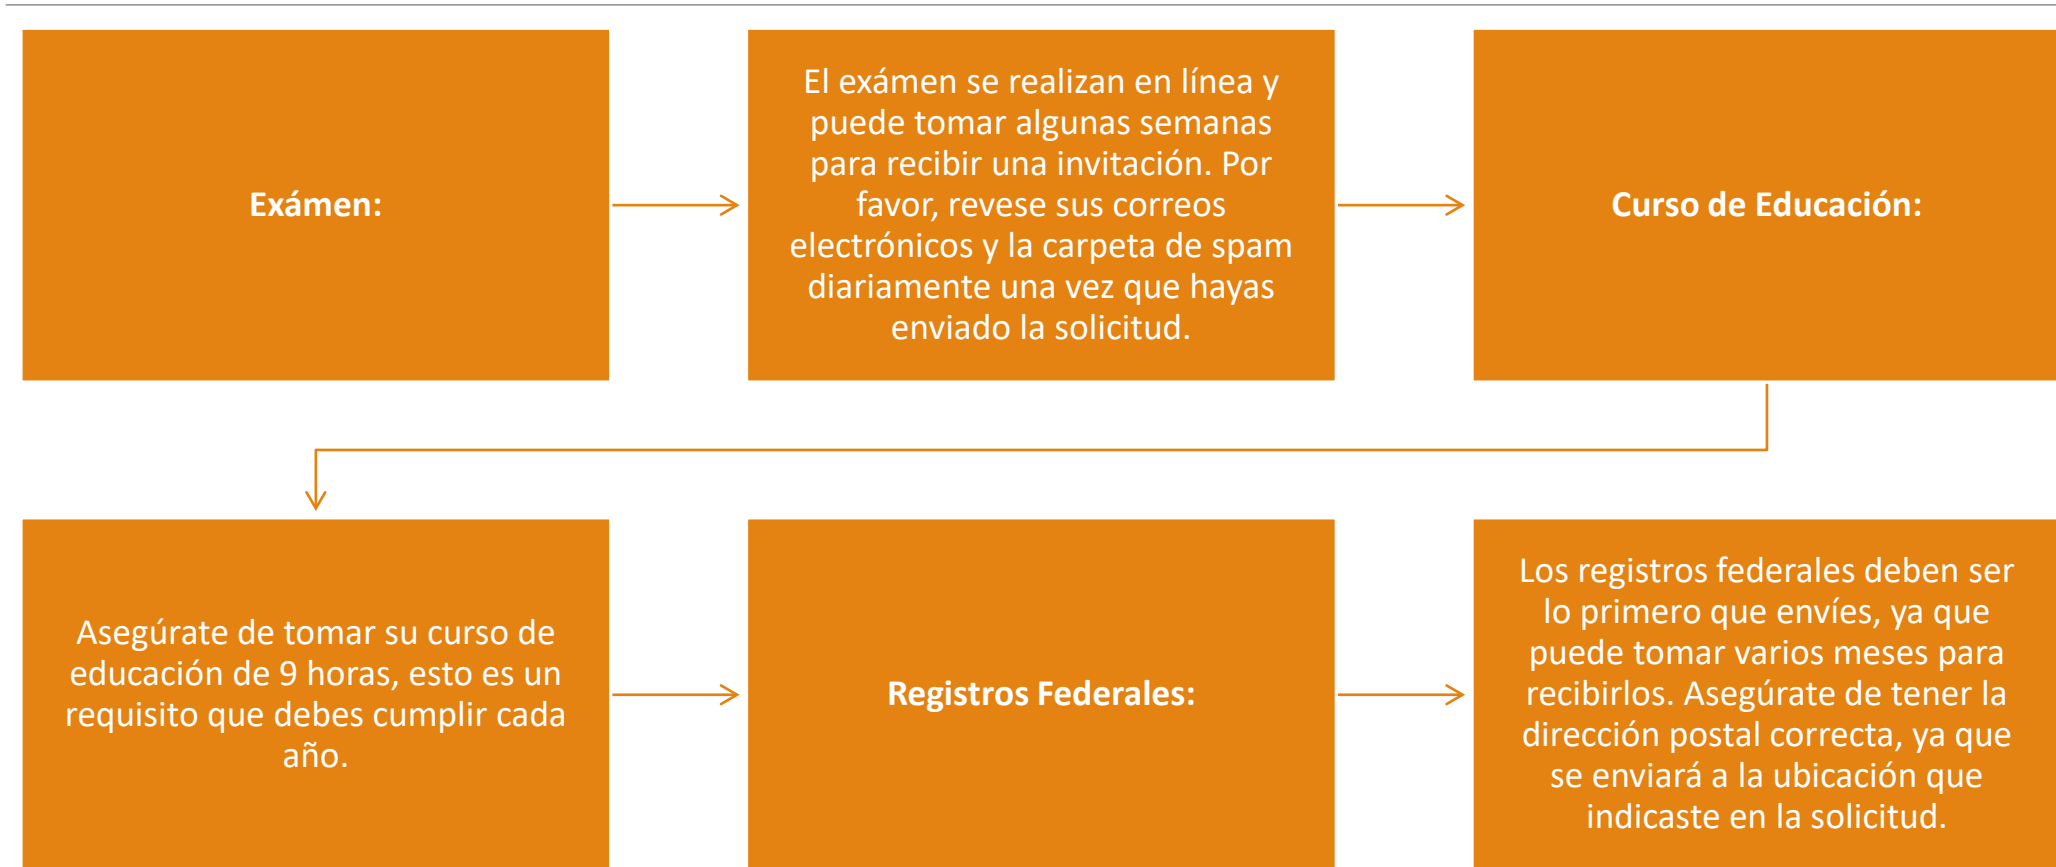 Exámen:
El exámen se realizan en línea y
puede tomar algunas semanas
para recibir una invitación. Por
favor, revese sus correos
electrónicos y la carpeta de spam
diariamente una vez que hayas
enviado la solicitud.
Curso de Educación:
Asegúrate de tomar su curso de
educación de 9 horas, esto es un
requisito que debes cumplir cada
año.
Registros Federales:
Los registros federales deben ser
lo primero que envíes, ya que
puede tomar varios meses para
recibirlos. Asegúrate de tener la
dirección postal correcta, ya que
se enviará a la ubicación que
indicaste en la solicitud.